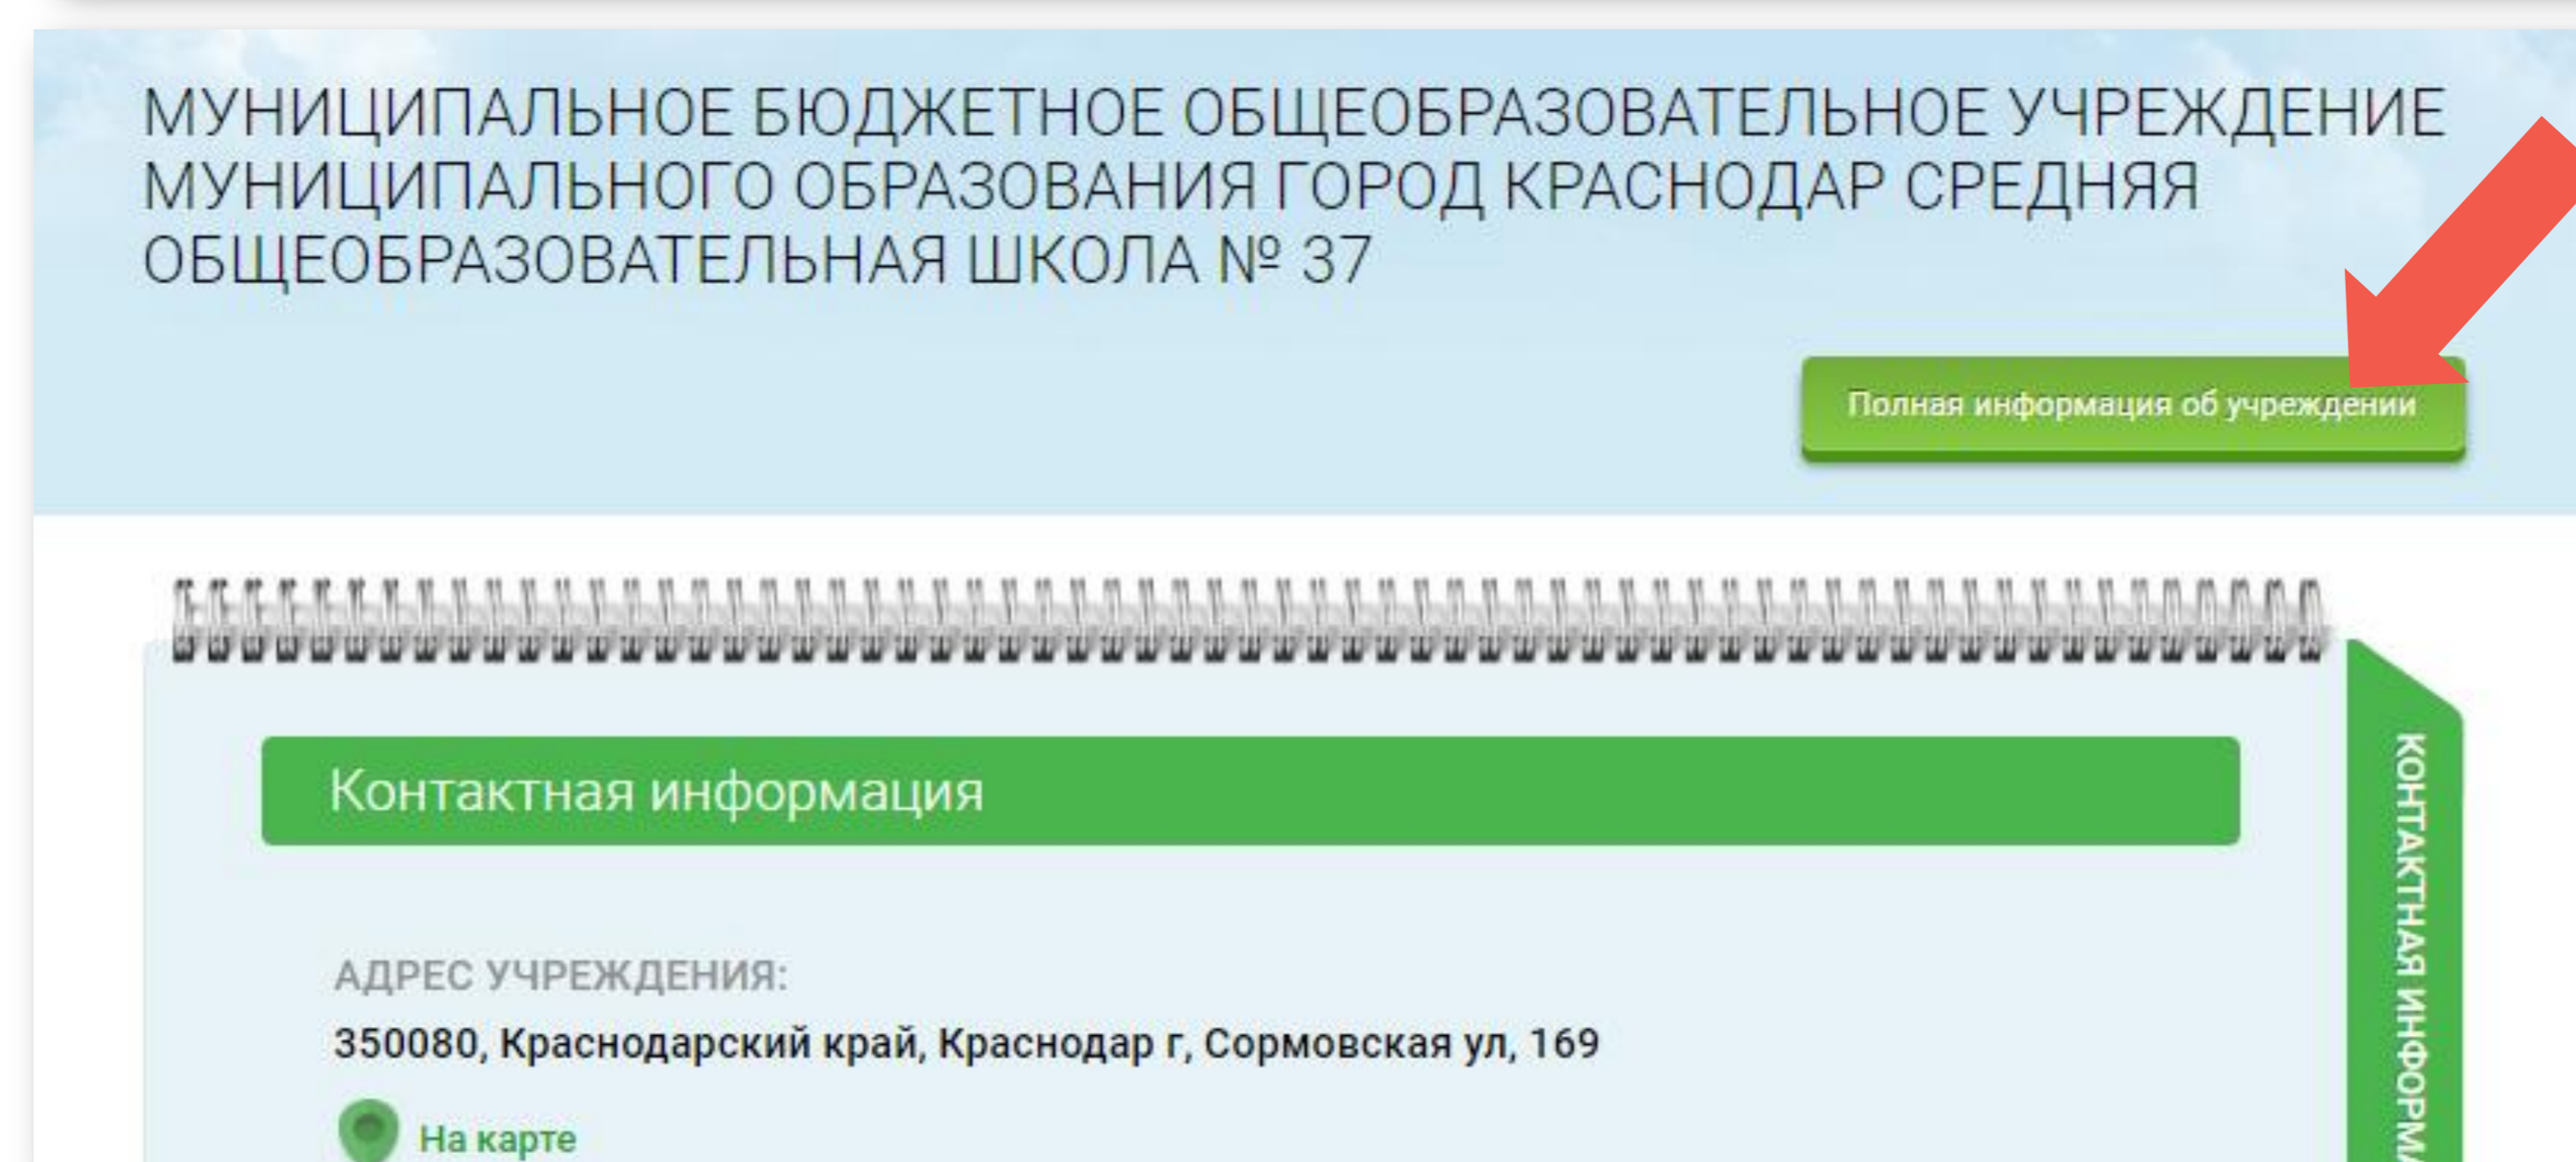 МУНИЦИПАЛЬНОЕ БЮДЖЕТНОЕ ОБЩЕОБРАЗОВАТЕЛЬНОЕ УЧРЕЖДЕНИЕ
МУНИЦИПАЛЬНОГО ОБРАЗОВАНИЯ ГОРОД КРАСНОДАР СРЕДНЯЯ
ОБЩЕОБРАЗОВАТЕЛЬНАЯ ШКОЛА № 37
Полная информация об учреждении
Контактная информация
КОНТАКТНАЯ
АДРЕС УЧРЕЖДЕНИЯ:
350080, Краснодарский край, Краснодар г, Сормовская ул, 169
На карте